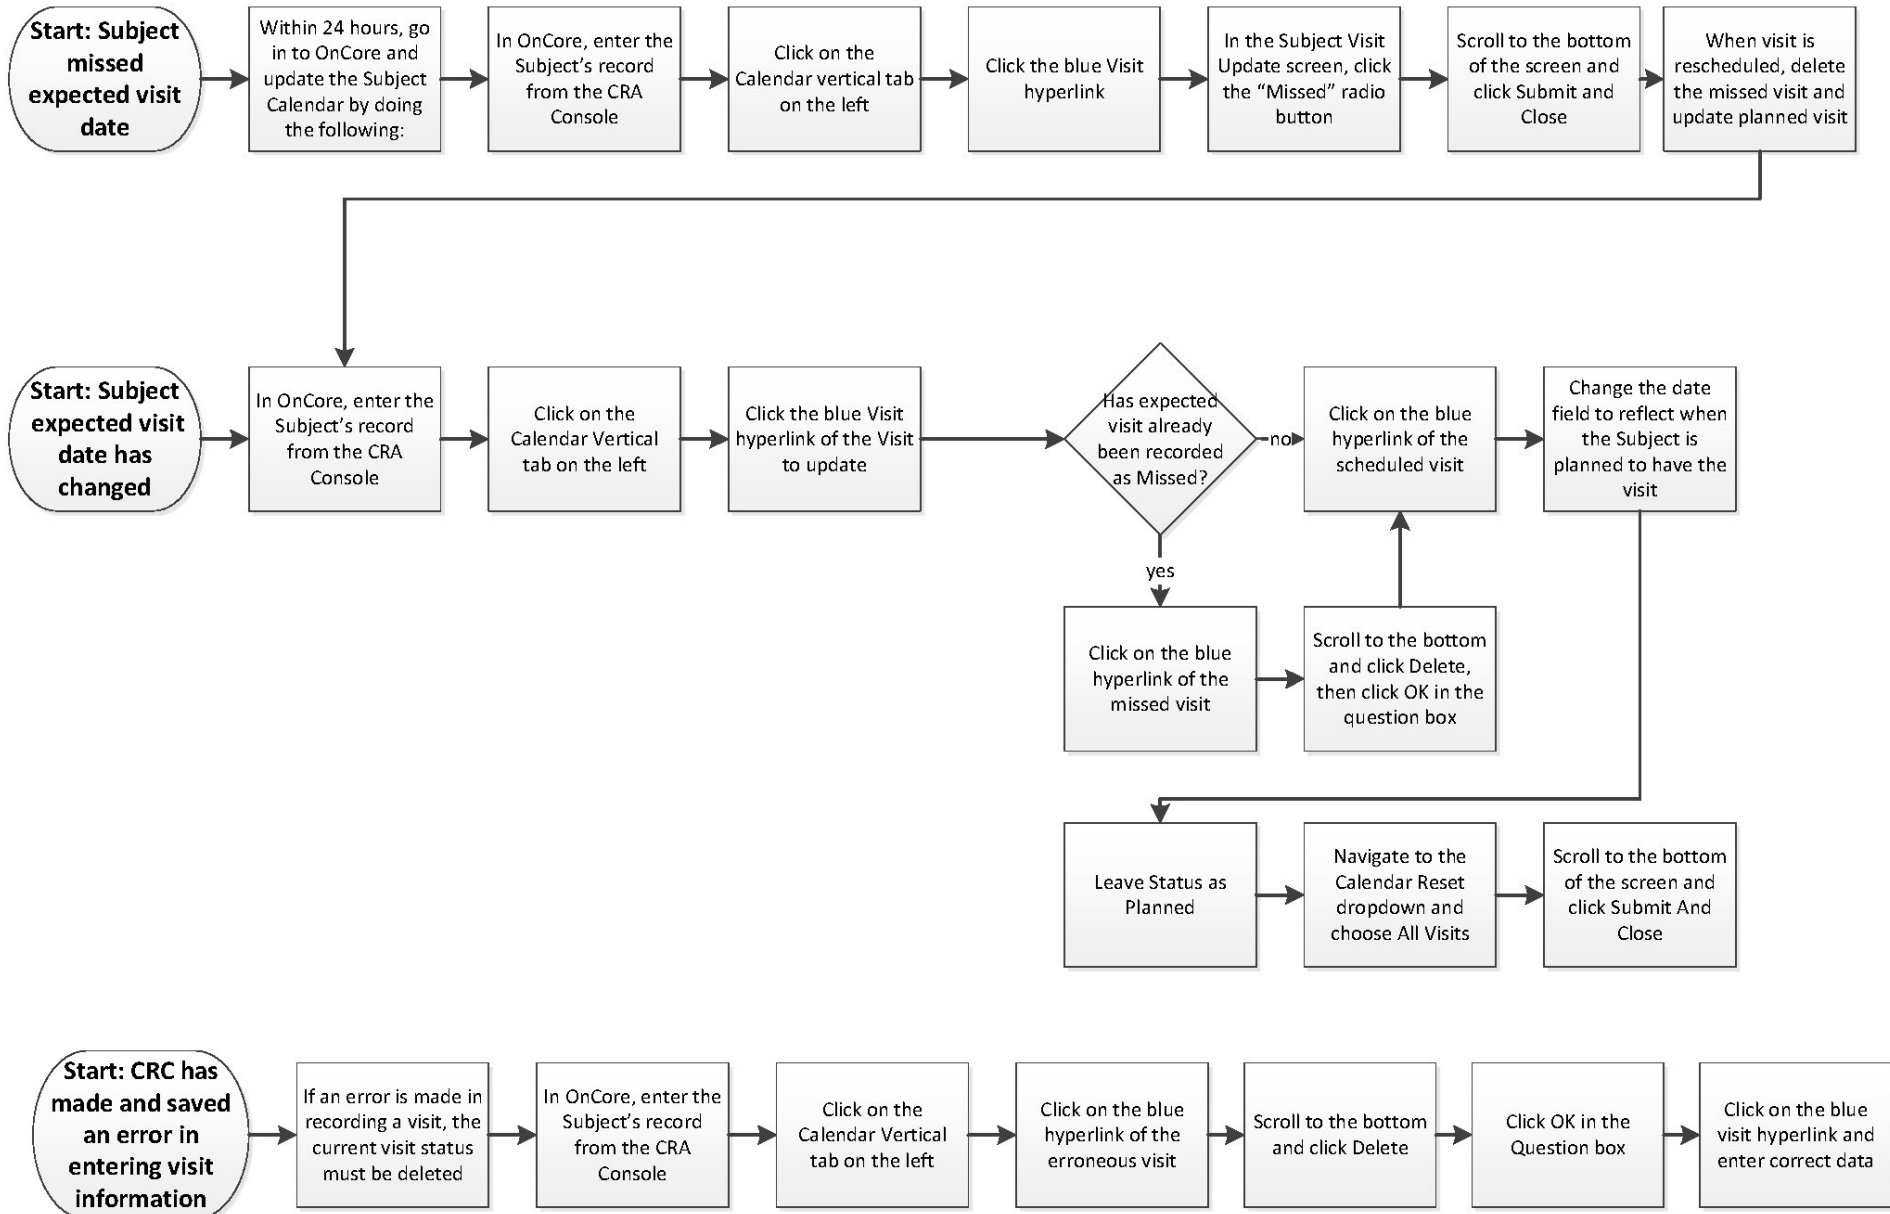 Start: Subject
missed
expected visit
date
Within 24 hours, go
in to OnCore and
update the Subject
Calendar by doing
the following:
In OnCore, enter the
Subject’s record
from the CRA
Console
Click on the
Calendar vertical tab
on the left
Click the blue Visit
hyperlink
In the Subject Visit
Update screen, click
the “Missed” radio
button
Scroll to the bottom
of the screen and
click Submit and
Close
When visit is
rescheduled, delete
the missed visit and
update planned visit
Start: Subject
expected visit
date has
changed
In OnCore, enter the
Subject’s record
from the CRA
Console
Click on the
Calendar Vertical
tab on the left
Click the blue Visit
hyperlink of the Visit
to update
Has expected
visit already
been recorded
as Missed?
no
Click on the blue
hyperlink of the
scheduled visit
Change the date
field to reflect when
the Subject is
planned to have the
visit
yes
Click on the blue
hyperlink of the
missed visit
Scroll to the bottom
and click Delete,
then click OK in the
question box
Leave Status as
Planned
Navigate to the
Calendar Reset
dropdown and
choose All Visits
Scroll to the bottom
of the screen and
click Submit And
Close
Start: CRC has
made and saved
an error in
entering visit
information
If an error is made in
recording a visit, the
current visit status
must be deleted
In OnCore, enter the
Subject’s record
from the CRA
Console
Click on the
Calendar Vertical
tab on the left
Click on the blue
hyperlink of the
erroneous visit
Scroll to the bottom
and click Delete
Click OK in the
Question box
Click on the blue
visit hyperlink and
enter correct data